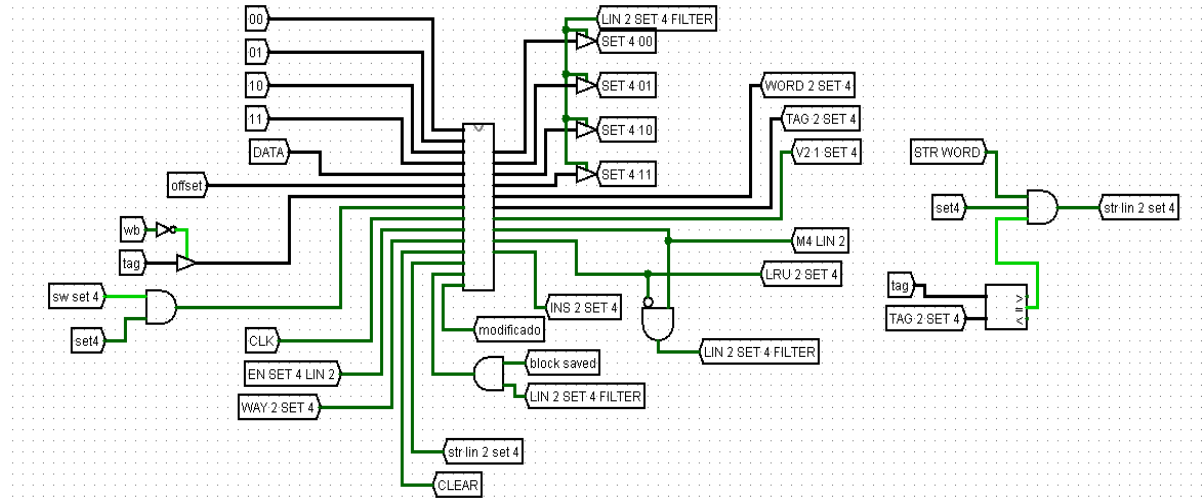 00
LIN 2 SET 4 FILTER
SET 4 00
01
10
SET 4 01
WORD 2 SET 4
11
SET 4 10
TAG 2 SET 4
DATA
V2 1 SET 4
STR WORD
offset
SET 4 11
set4
str lin 2 set 4
wb
M4 LIN 2
tag
LRU 2 SET 4
tag
sw set 4
INS 2 SET 4
> = <
TAG 2 SET 4
set4
modificado
CLK
LIN 2 SET 4 FILTER
block saved
EN SET 4 LIN 2
LIN 2 SET 4 FILTER
WAY 2 SET 4
str lin 2 set 4
CLEAR